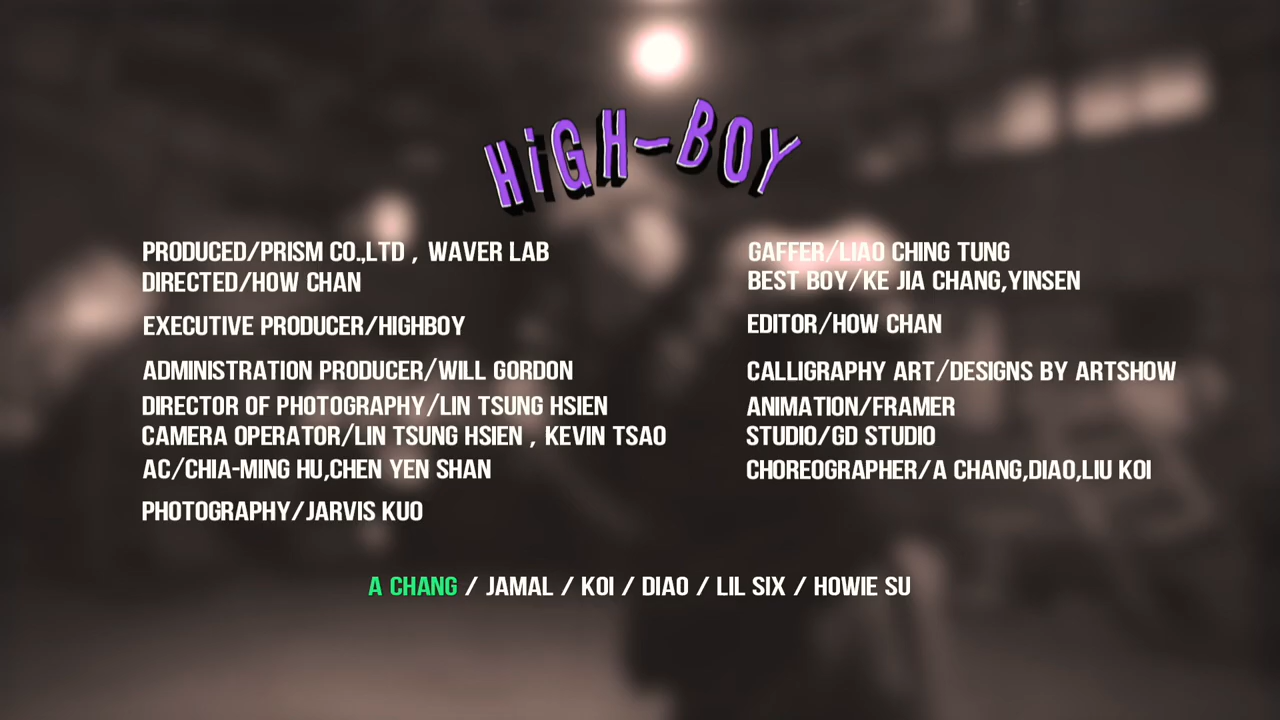 HiGH-BOY
PRODUCED/PRISM CO.,LTD , WAVER LAB
DIRECTED/HOW CHAN
EXECUTIVE PRODUCER/HIGHBOY
ADMINISTRATION PRODUCER/WILL GORDON
DIRECTOR OF PHOTOGRAPHY/LIN TSUNG HSIEN
CAMERA OPERATOR/LIN TSUNG HSIEN , KEVIN TSAO
AC/CHIA-MING HU,CHEN YEN SHAN
PHOTOGRAPHY/JARVIS KUO
GAFFER/LIAO CHING TUNG
BEST BOY/KE JIA CHANG,YINSEN
EDITOR/HOW CHAN
CALLIGRAPHY ART/DESIGNS BY ARTSHOW
ANIMATION/FRAMER
STUDIO/GD STUDIO
CHOREOGRAPHER/A CHANG,DIAO,LIU KOI
A CHANG / JAMAL / KOI / DIAO / LIL SIX / HOWIE SU